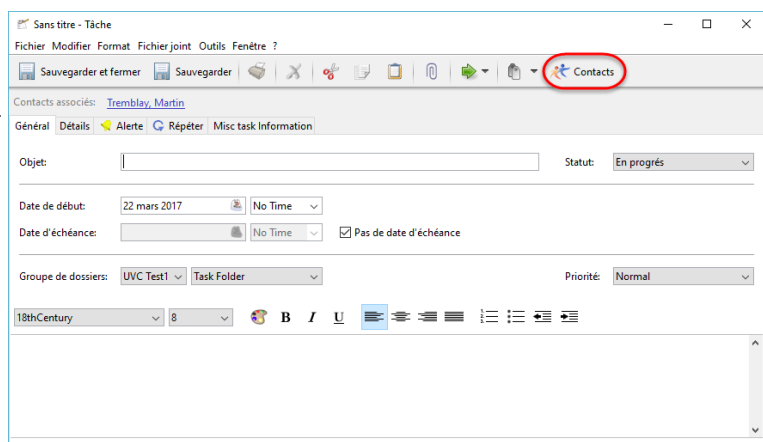 Sans titre - Tâche
Fichier Modifier Format Fichier joint Outils Fenêtre ?
Sauvegarder et fermer Sauvegarder Contacts
Contacts associés: Tremblay, Martin
Général Détails Alerte Répéter Misc task Information
Objet: Statut: En progrés
Date de début: 22 mars 2017 No Time
Date d'échéance: No Time Pas de date d'échéance
Groupe de dossiers: UVC Test1 Task Folder Priorité: Normal
18thCentury 8 B I U